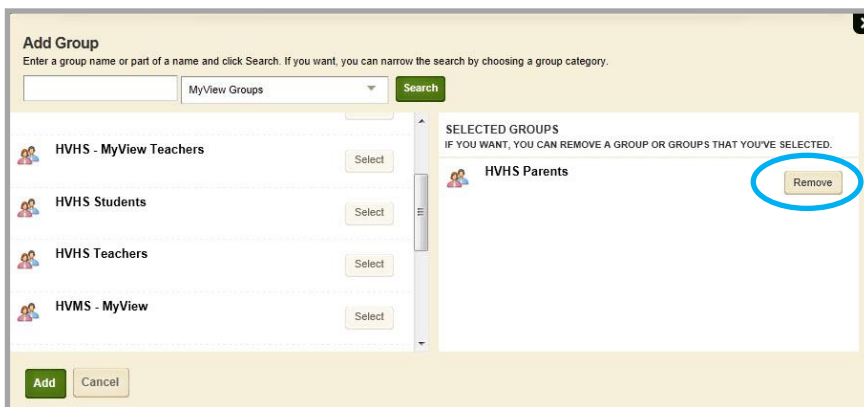 Add Group
Enter a group name or part of a name and click Search. If you want, you can narrow the search by choosing a group category.
MyView Groups
Search
HVHS - MyView Teachers
Select
HVHS Students
Select
HVHS Teachers
Select
HVMS - MyView
Select
SELECTED GROUPS
IF YOU WANT, YOU CAN REMOVE A GROUP OR GROUPS THAT YOU'VE SELECTED.
HVHS Parents
Remove
Add
Cancel